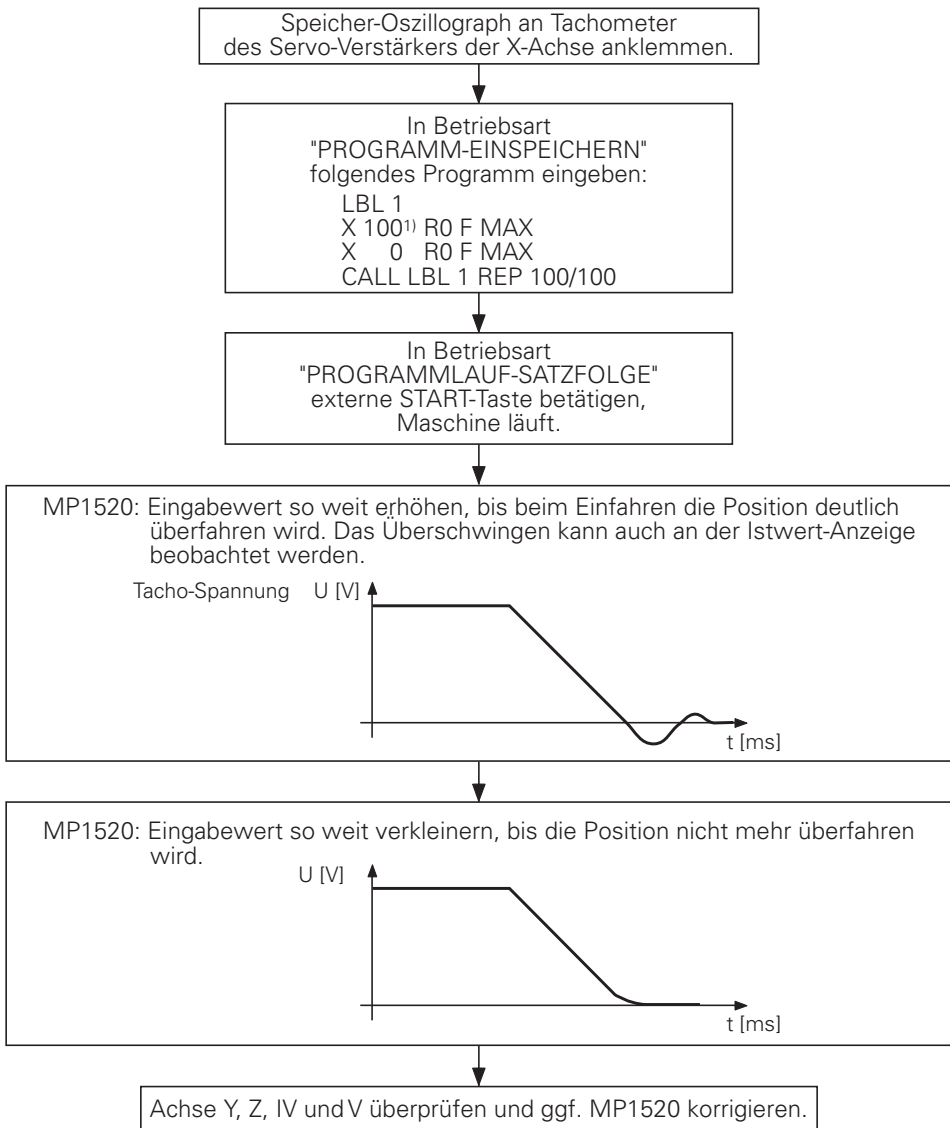 Speicher-Oszillograph an Tachometer
des Servo-Verstärkers der X-Achse anklemmen.
In Betriebsart
"PROGRAMM-EINSPEICHERN"
folgendes Programm eingeben:
LBL 1
X 100¹⁾ R0 F MAX
X 0 R0 F MAX
CALL LBL 1 REP 100/100
In Betriebsart
"PROGRAMMLAUF-SATZFOLGE"
externe START-Taste betätigen,
Maschine läuft.
MP1520: Eingabewert so weit erhöhen, bis beim Einfahren die Position deutlich
überfahren wird. Das Überschwingen kann auch an der Istwert-Anzeige
beobachtet werden.
Tacho-Spannung U [V]
t [ms]
MP1520: Eingabewert so weit verkleinern, bis die Position nicht mehr überfahren
wird.
U [V]
t [ms]
Achse Y, Z, IV und V überprüfen und ggf. MP1520 korrigieren.